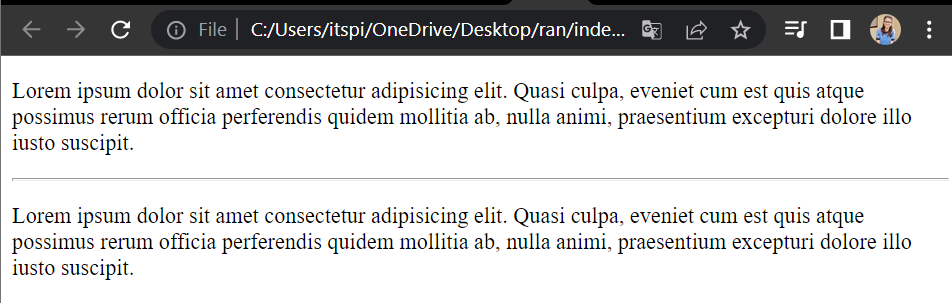 File | C:/Users/itspi/OneDrive/Desktop/ran/inde...
Lorem ipsum dolor sit amet consectetur adipisicing elit. Quasi culpa, eveniet cum est quis atque
possimus rerum officia perferendis quidem mollitia ab, nulla animi, praesentium excepturi dolore illo
iusto suscipit.
Lorem ipsum dolor sit amet consectetur adipisicing elit. Quasi culpa, eveniet cum est quis atque
possimus rerum officia perferendis quidem mollitia ab, nulla animi, praesentium excepturi dolore illo
iusto suscipit.